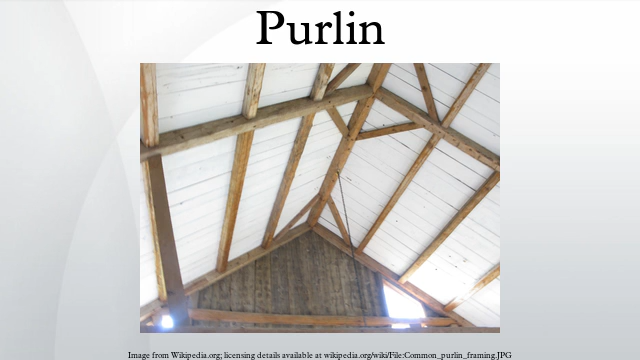 Purlin
Image from Wikipedia.org; licensing details available at wikipedia.org/wiki/File:Common_purlin_framing.JPG